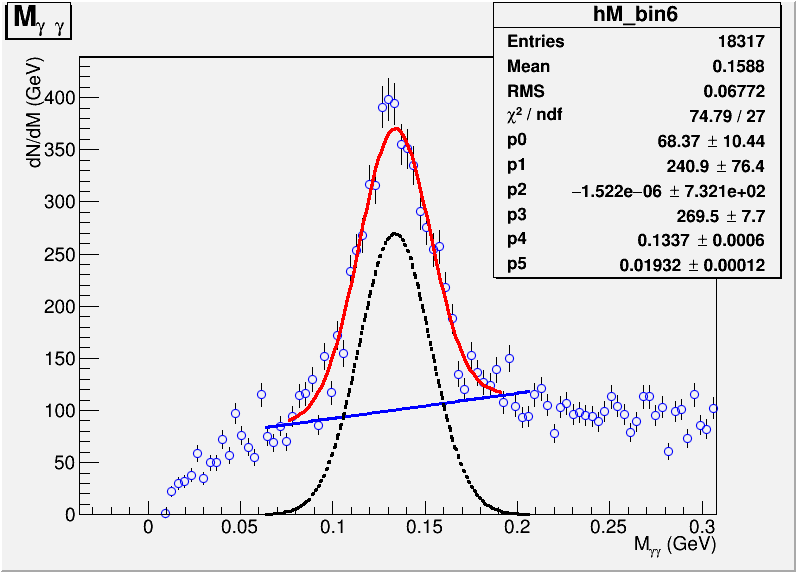 M_γ γ
hM_bin6
Entries 18317
Mean 0.1588
RMS 0.06772
χ² / ndf 74.79 / 27
p0 68.37 ± 10.44
p1 240.9 ± 76.4
p2 −1.522e−06 ± 7.321e+02
p3 269.5 ± 7.7
p4 0.1337 ± 0.0006
p5 0.01932 ± 0.00012
dN/dM (GeV)
400
350
300
250
200
150
100
50
0
0 0.05 0.1 0.15 0.2 0.25 0.3
M_γγ (GeV)